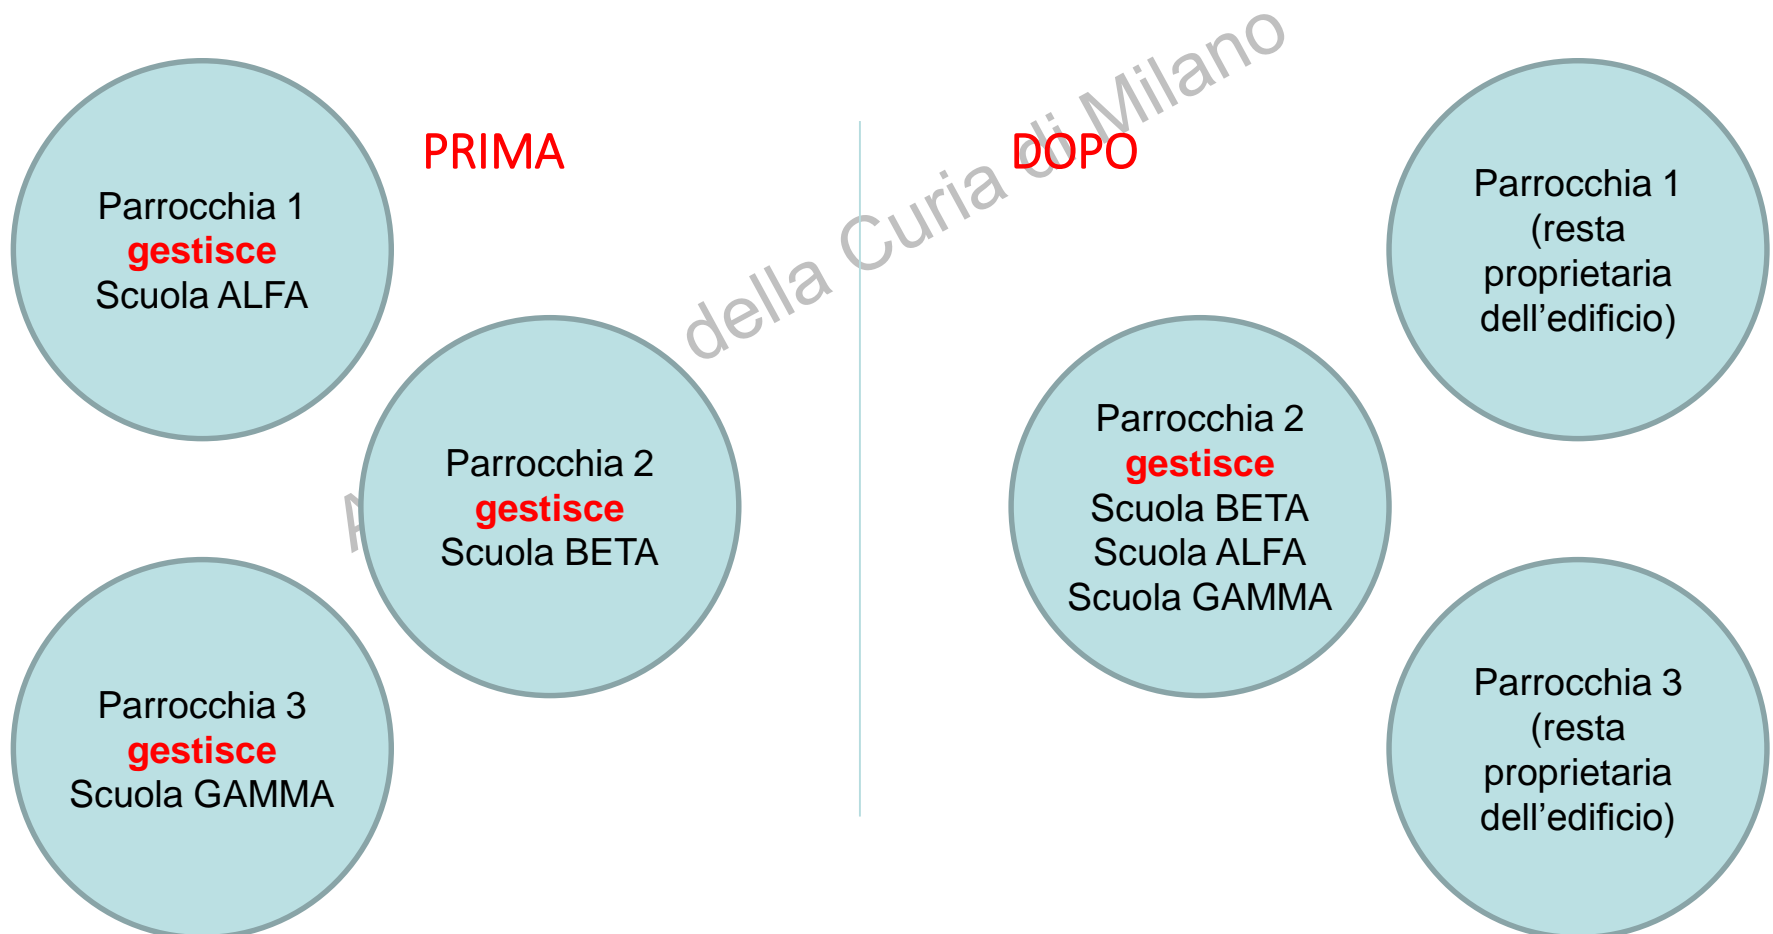 PRIMA
Parrocchia 1
gestisce
Scuola ALFA
Parrocchia 2
gestisce
Scuola BETA
Parrocchia 3
gestisce
Scuola GAMMA
DOPO
Parrocchia 1
(resta
proprietaria
dell’edificio)
Parrocchia 2
gestisce
Scuola BETA
Scuola ALFA
Scuola GAMMA
Parrocchia 3
(resta
proprietaria
dell’edificio)
della Curia di Milano